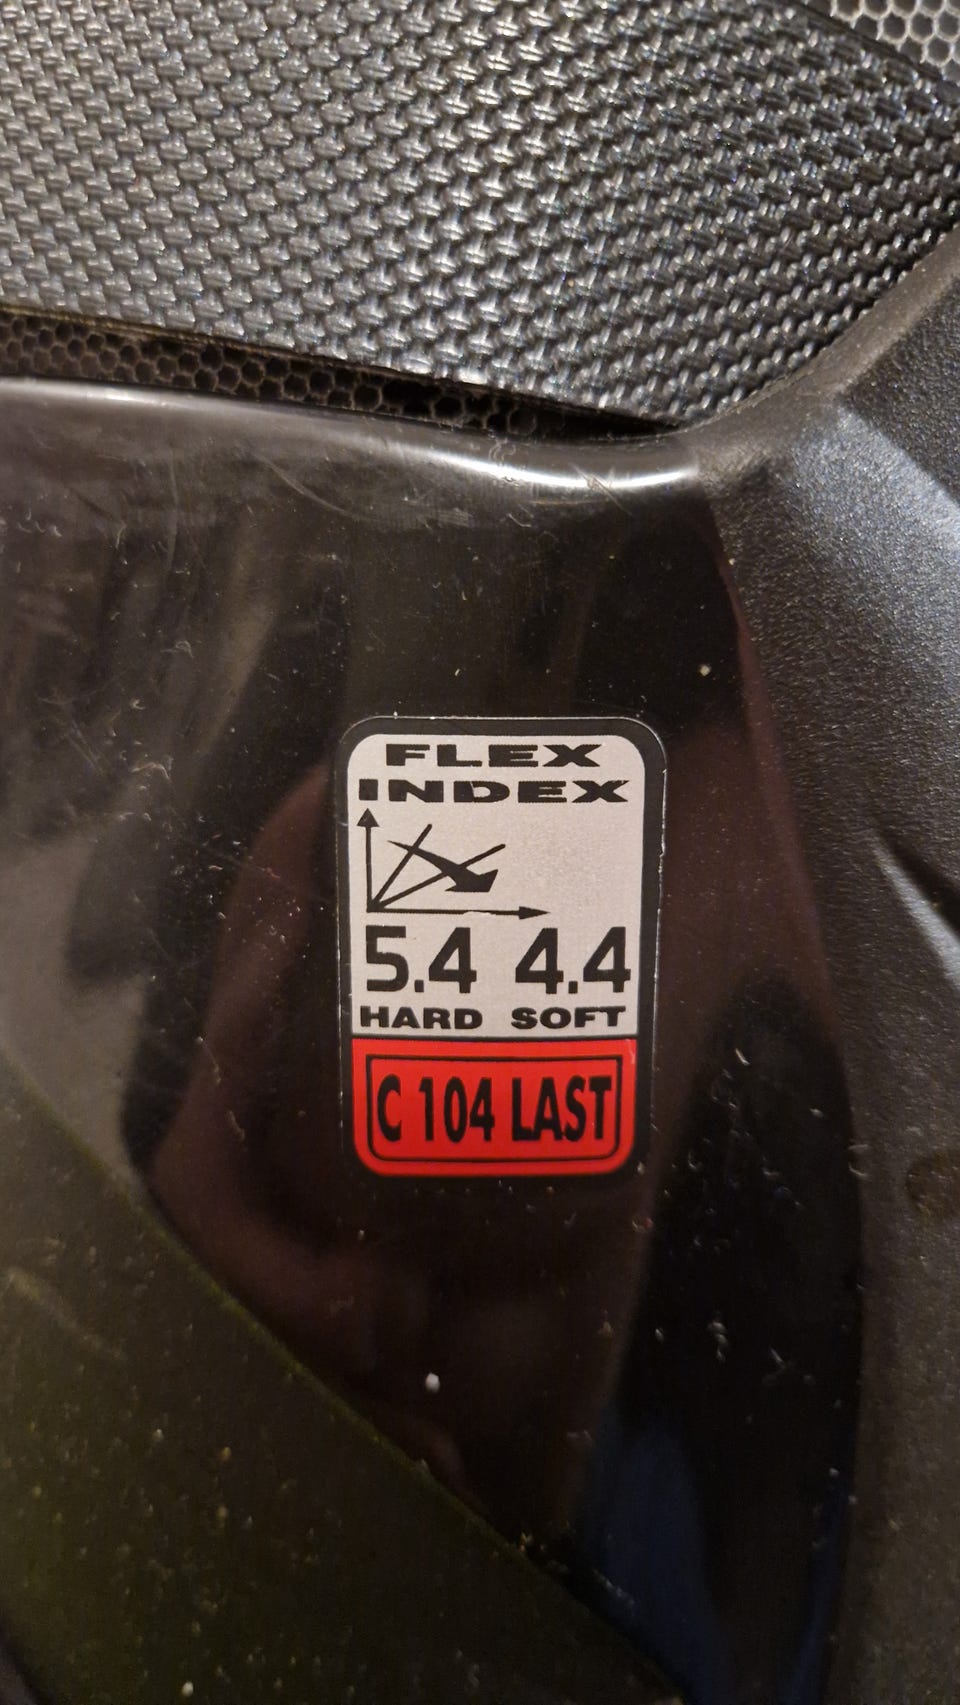 FLEX
INDEX
5.4 4.4
HARD SOFT
C 104 LAST